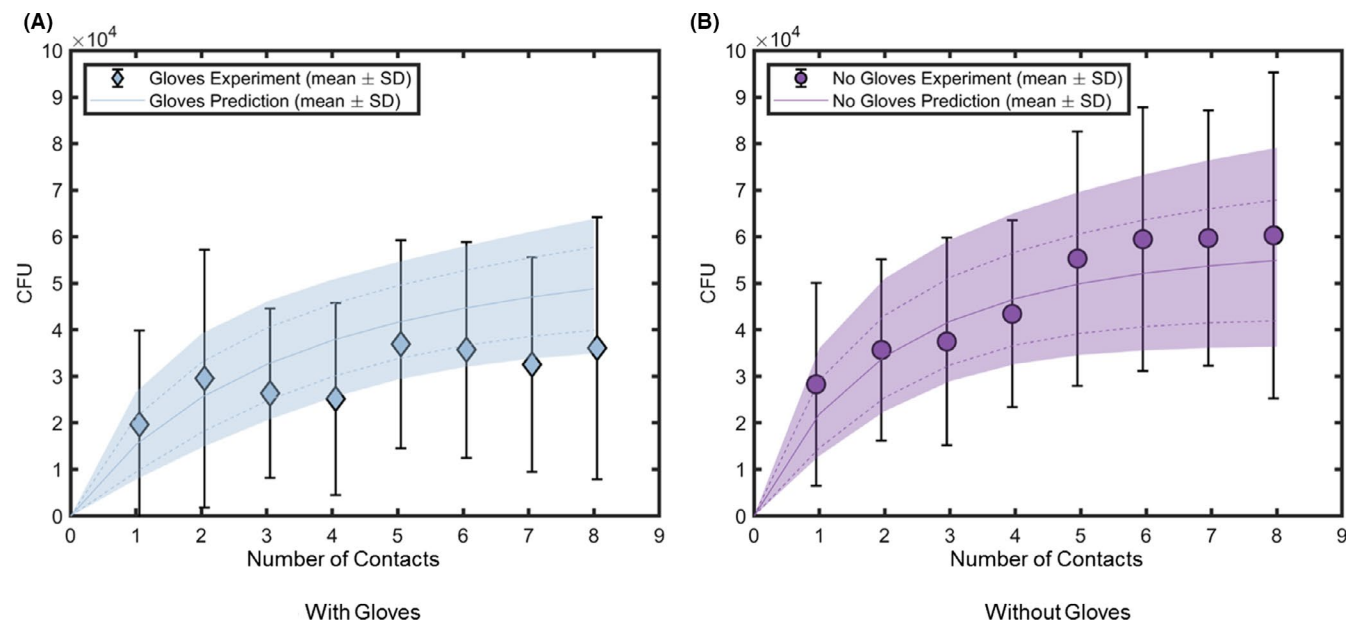 (A)
×10⁴
10
9
8
7
6
5
4
3
2
1
0
CFU
Gloves Experiment (mean ± SD)
Gloves Prediction (mean ± SD)
0 1 2 3 4 5 6 7 8 9
Number of Contacts
With Gloves
(B)
×10⁴
10
9
8
7
6
5
4
3
2
1
0
CFU
No Gloves Experiment (mean ± SD)
No Gloves Prediction (mean ± SD)
0 1 2 3 4 5 6 7 8 9
Number of Contacts
Without Gloves